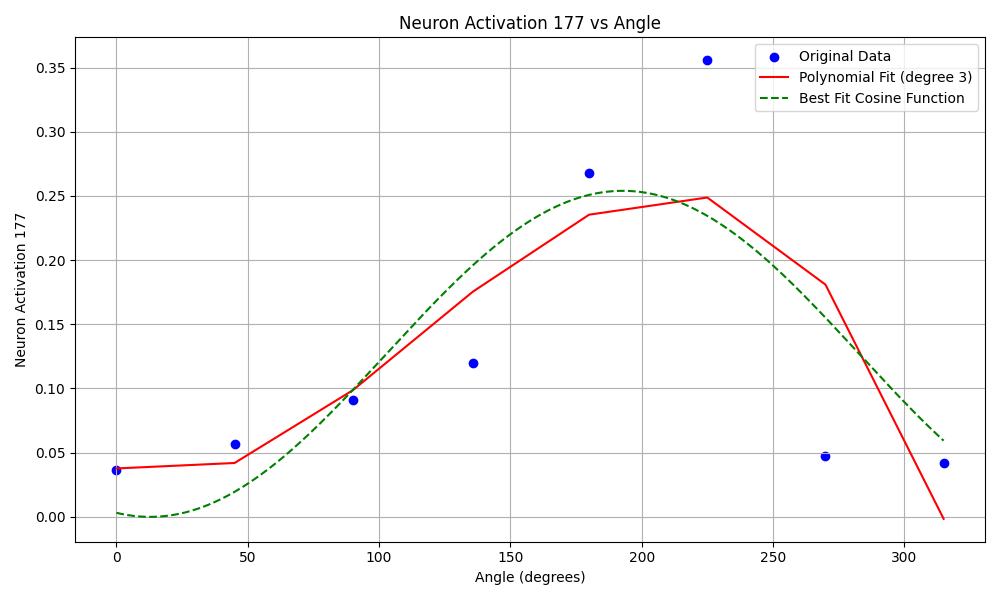 Neuron Activation 177 vs Angle
Original Data
Polynomial Fit (degree 3)
Best Fit Cosine Function
Neuron Activation 177
0.35
0.30
0.25
0.20
0.15
0.10
0.05
0.00
0 50 100 150 200 250 300
Angle (degrees)